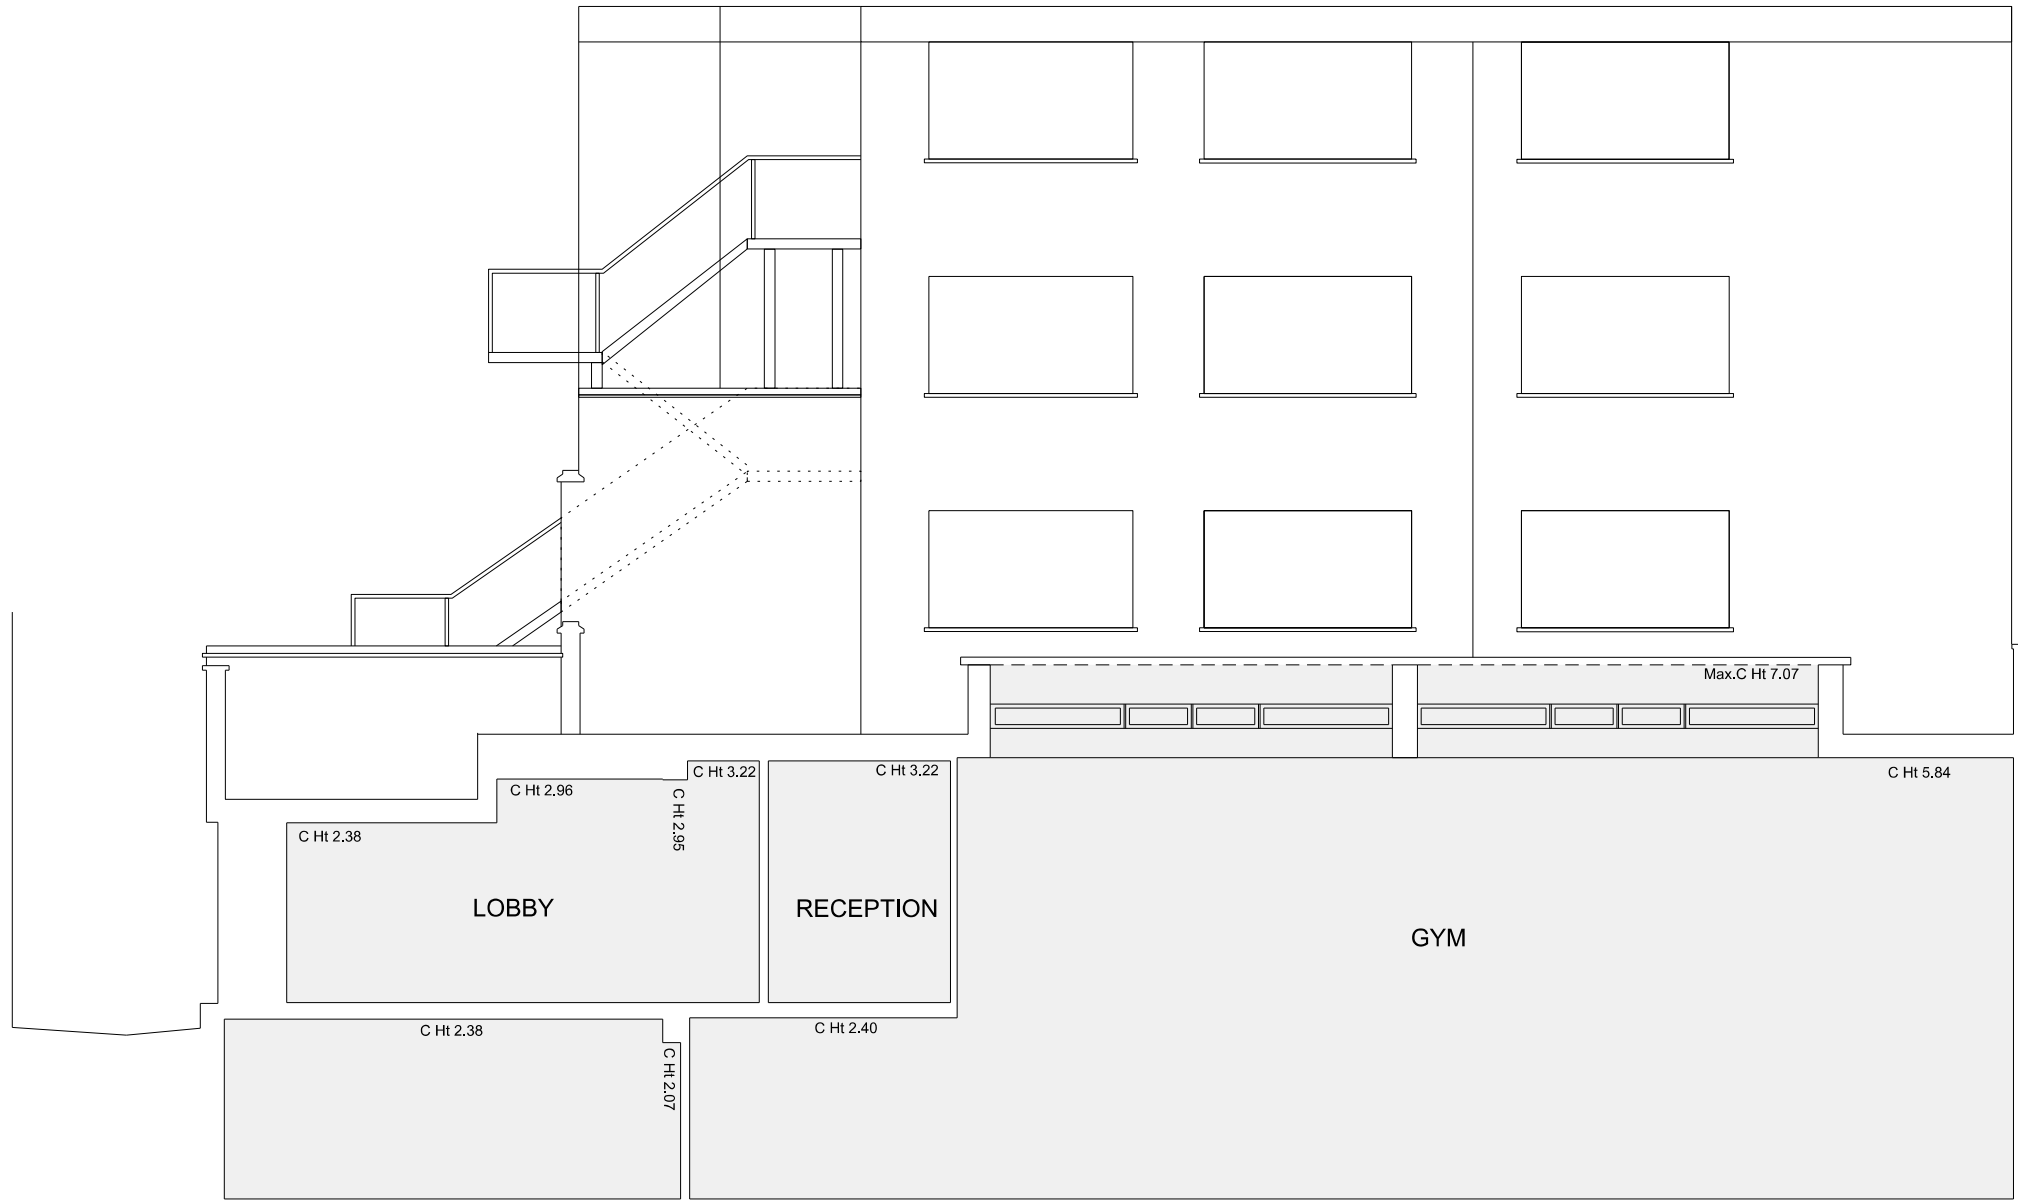 Max.C Ht 7.07
C Ht 3.22
C Ht 3.22
C Ht 5.84
C Ht 2.96
C Ht 2.95
C Ht 2.38
LOBBY
RECEPTION
GYM
C Ht 2.38
C Ht 2.40
C Ht 2.07